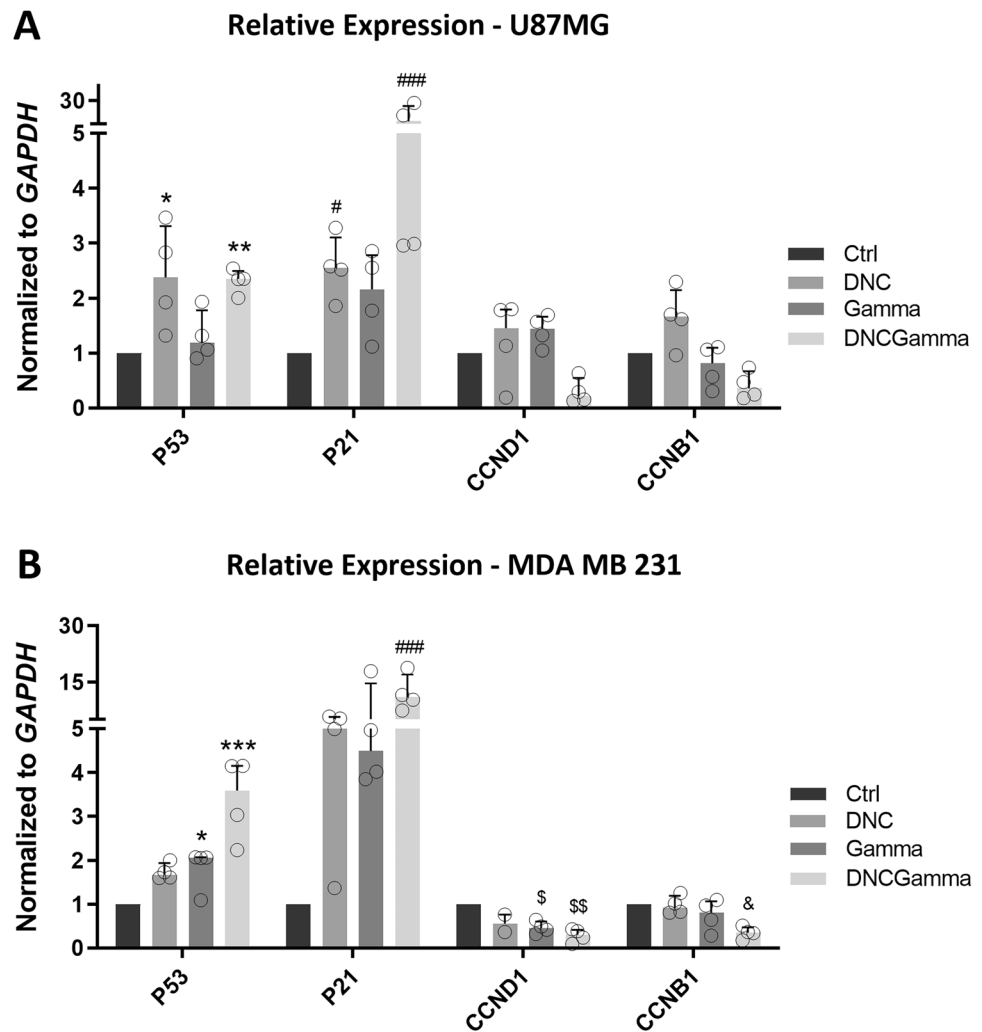 A
Relative Expression - U87MG
Normalized to GAPDH
30
5
4
3
2
1
0
*
**
#
###
P53
P21
CCND1
CCNB1
Ctrl
DNC
Gamma
DNCGamma
B
Relative Expression - MDA MB 231
Normalized to GAPDH
30
15
5
4
3
2
1
0
*
***
###
$
$$
&
P53
P21
CCND1
CCNB1
Ctrl
DNC
Gamma
DNCGamma